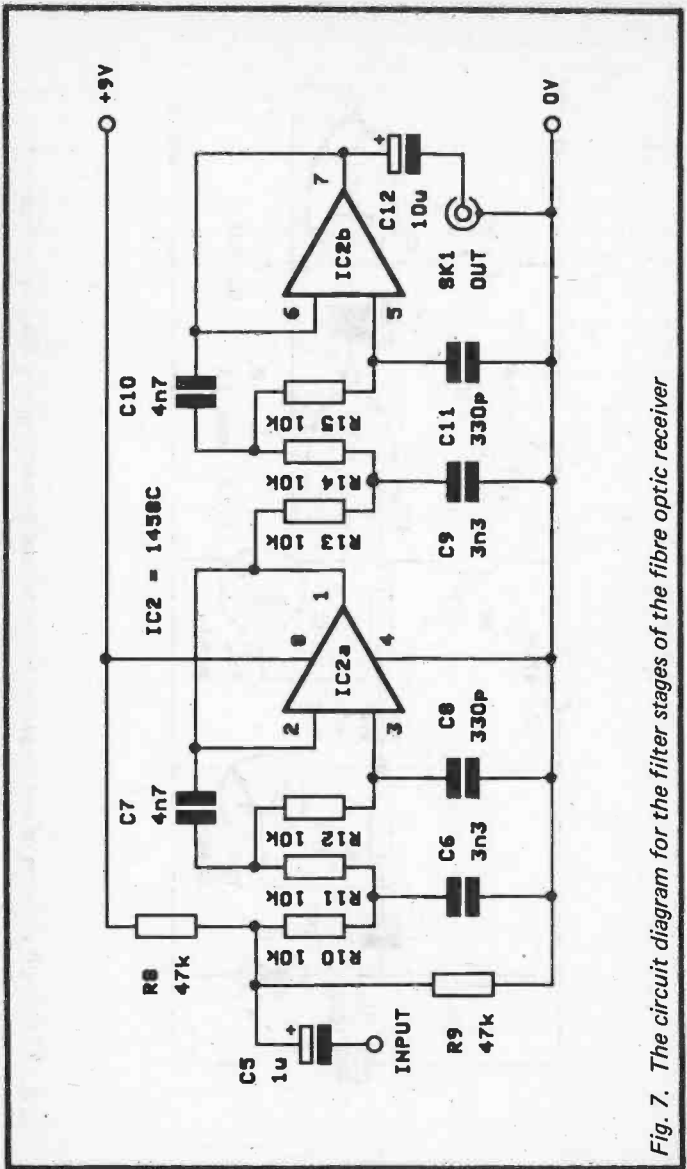 +9V
C10
4n7
IC2 = 1458C
C7
4n7
R8
47k
C5
1u
+
INPUT
R9
47k
R10 10k
R11 10k
R12 10k
C6
3n3
C8
330p
2
3
8
4
1
IC2a
R13 10k
R14 10k
R15 10k
C9
3n3
C11
330p
6
5
7
IC2b
+
C12
10u
SK1
OUT
0V
Fig. 7. The circuit diagram for the filter stages of the fibre optic receiver